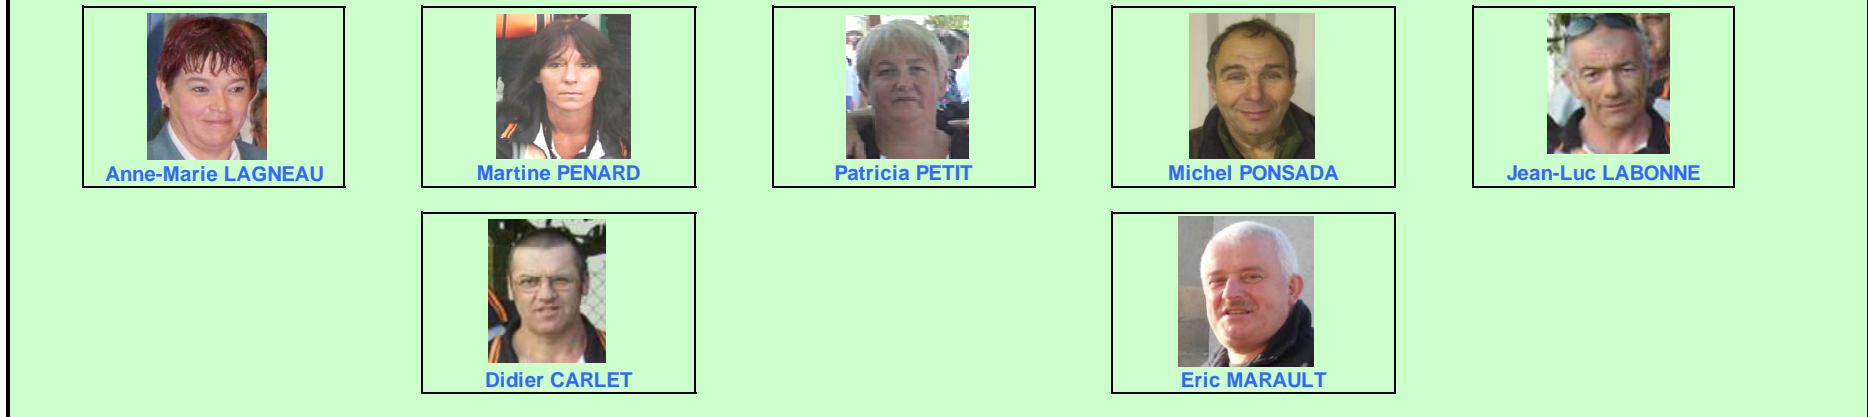 Anne-Marie LAGNEAU
Martine PENARD
Patricia PETIT
Michel PONSADA
Jean-Luc LABONNE
Didier CARLET
Eric MARAULT